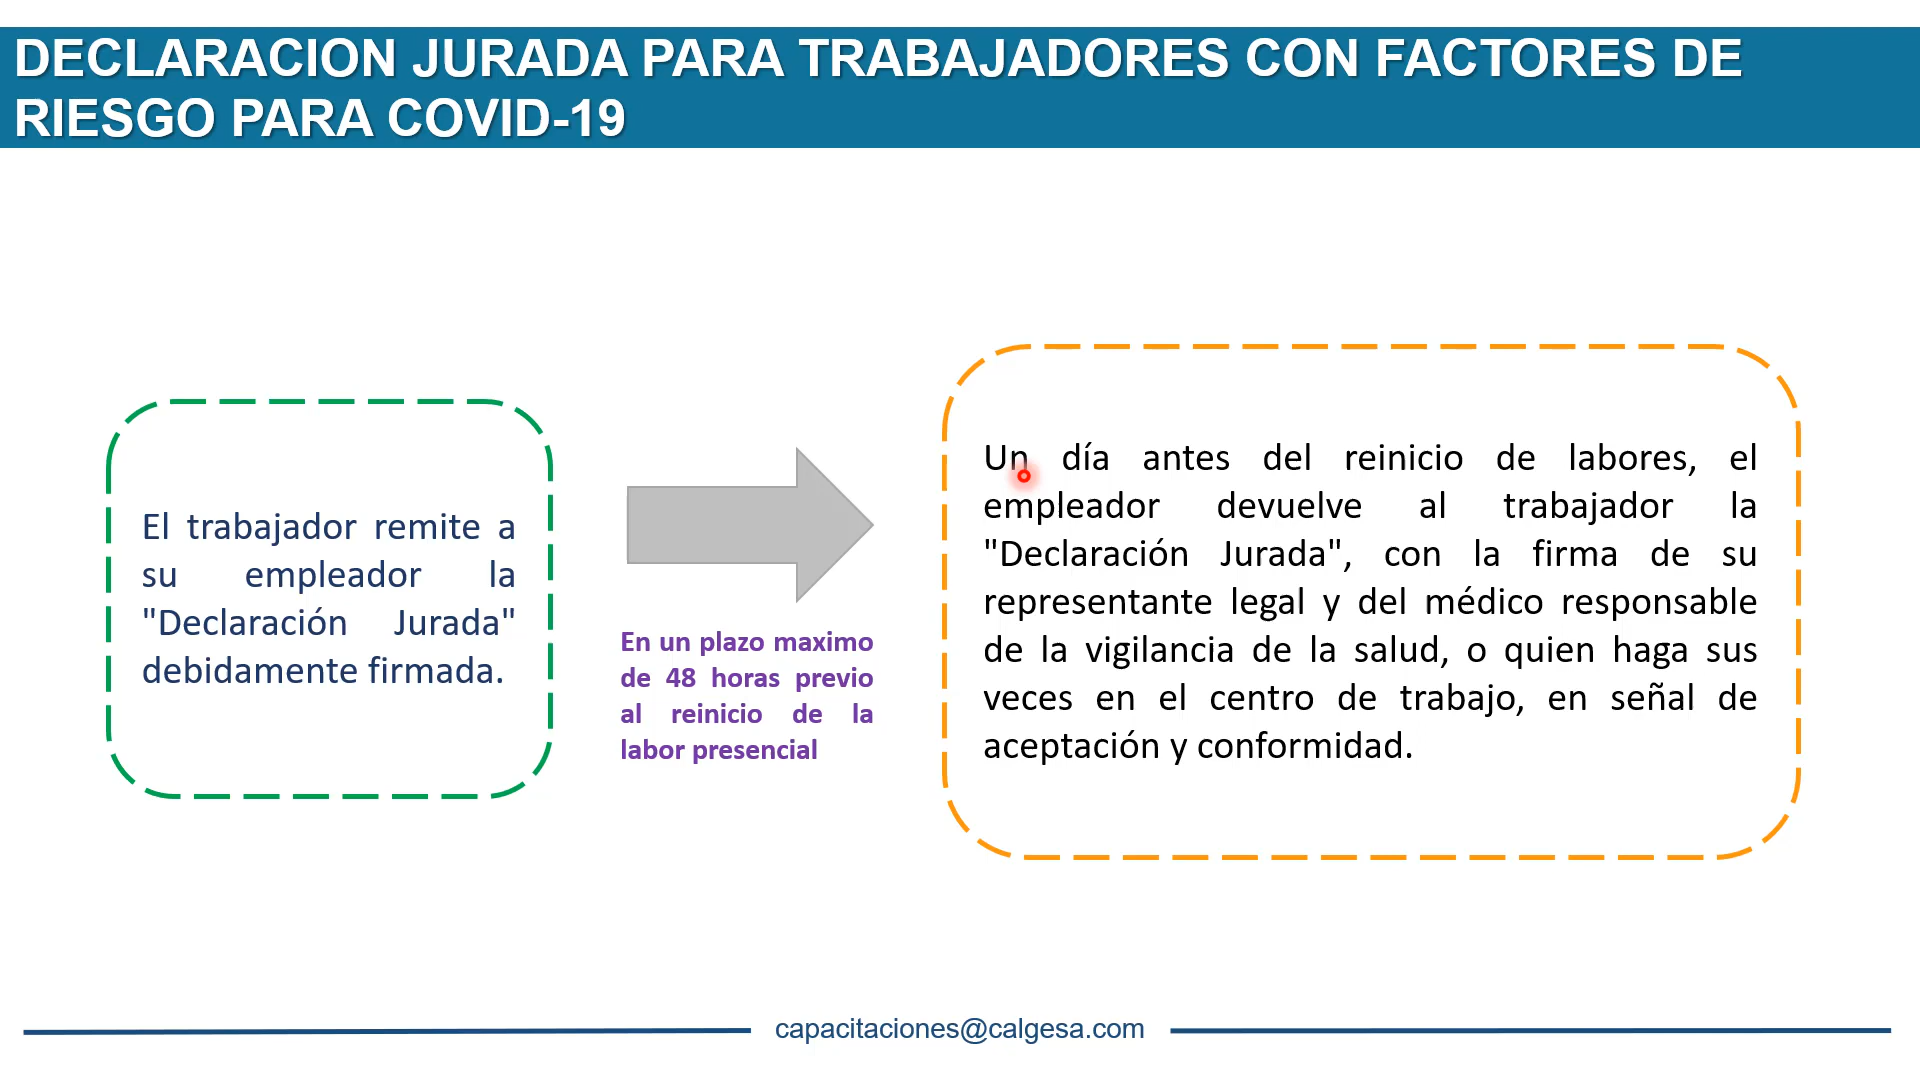 DECLARACION JURADA PARA TRABAJADORES CON FACTORES DE
RIESGO PARA COVID-19
El trabajador remite a
su empleador la
"Declaración Jurada"
debidamente firmada.
En un plazo maximo
de 48 horas previo
al reinicio de la
labor presencial
Un día antes del reinicio de labores, el
empleador devuelve al trabajador la
"Declaración Jurada", con la firma de su
representante legal y del médico responsable
de la vigilancia de la salud, o quien haga sus
veces en el centro de trabajo, en señal de
aceptación y conformidad.
capacitaciones@calgesa.com